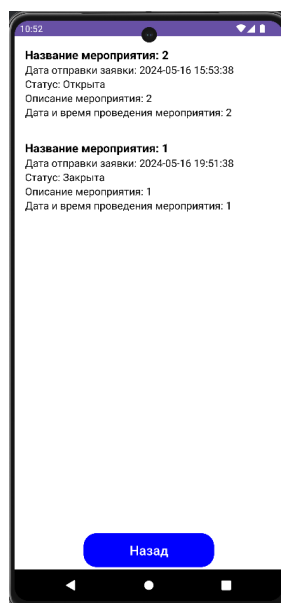 10:52
Название мероприятия: 2
Дата отправки заявки: 2024-05-16 15:53:38
Статус: Открыта
Описание мероприятия: 2
Дата и время проведения мероприятия: 2
Название мероприятия: 1
Дата отправки заявки: 2024-05-16 19:51:38
Статус: Закрыта
Описание мероприятия: 1
Дата и время проведения мероприятия: 1
Назад